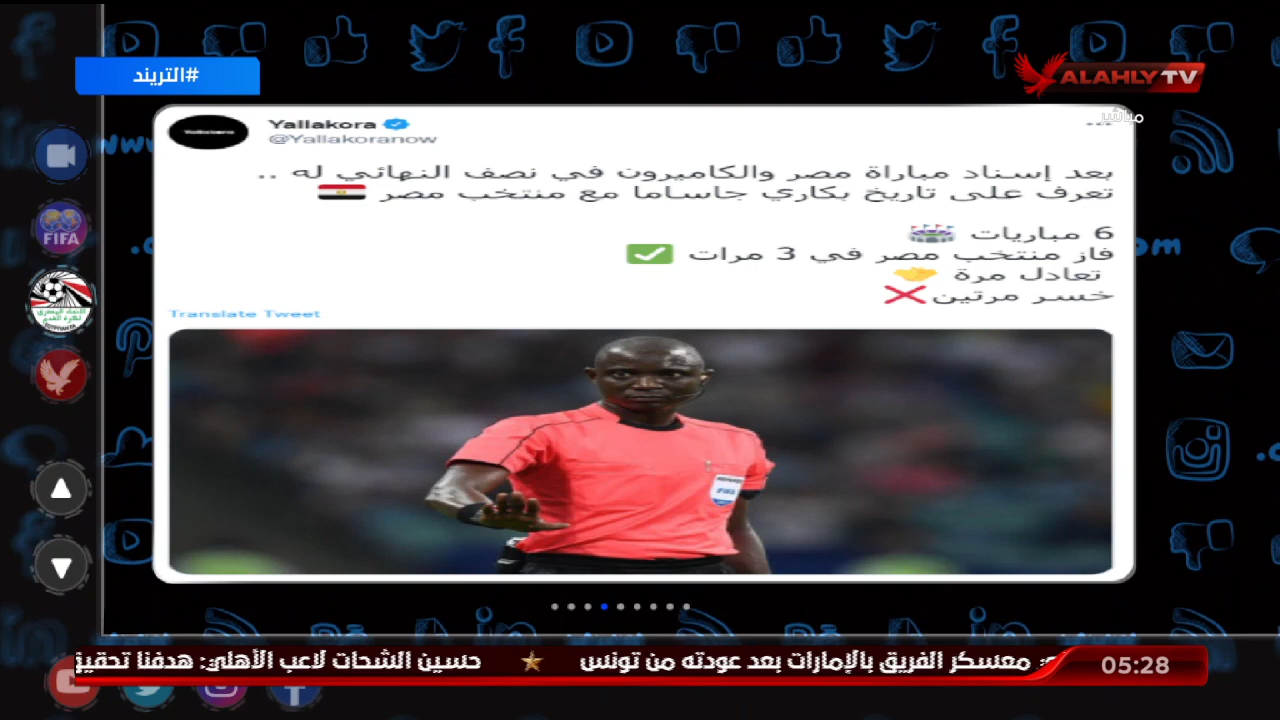 #التريند
ALAHLY TV
مباشر
Yallakora
@Yallakoranow
بعد إسناد مباراة مصر والكاميرون في نصف النهائي له ..
تعرف على تاريخ بكاري جاساما مع منتخب مصر
6 مباريات
فاز منتخب مصر في 3 مرات
تعادل مرة
خسر مرتين
Translate Tweet
FIFA
معسكر الفريق بالإمارات بعد عودته من تونس
حسين الشحات لاعب الأهلي: هدفنا تحقيق
05:28